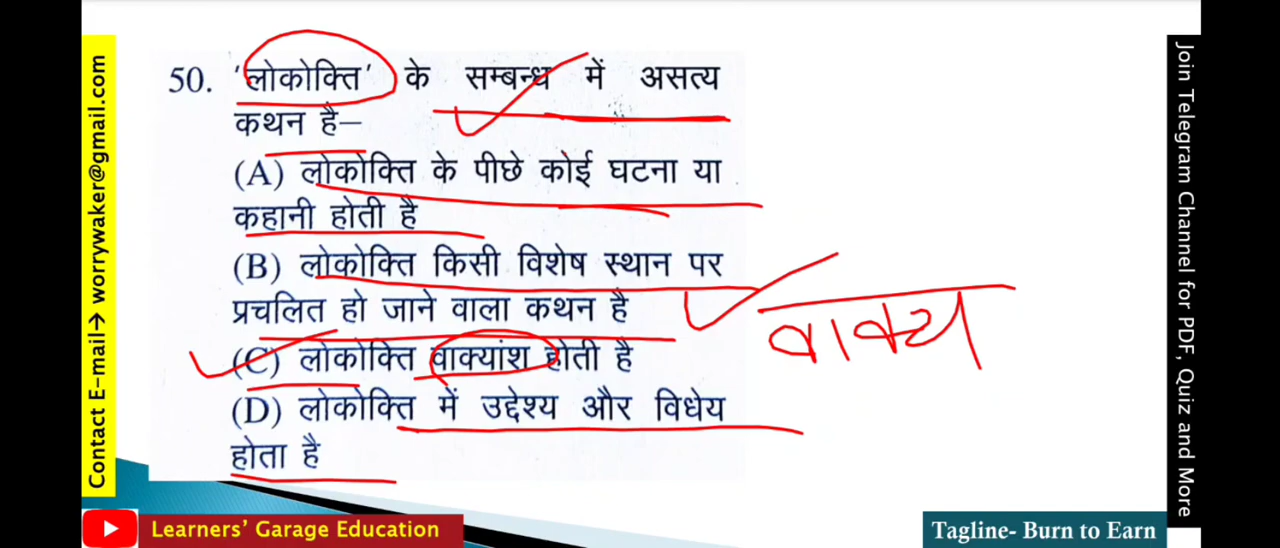 Contact E-mail→ worrywaker@gmail.com
50. 'लोकोक्ति' के सम्बन्ध में असत्य
कथन है–
(A) लोकोक्ति के पीछे कोई घटना या
कहानी होती है
(B) लोकोक्ति किसी विशेष स्थान पर
प्रचलित हो जाने वाला कथन है
(C) लोकोक्ति वाक्यांश होती है
(D) लोकोक्ति में उद्देश्य और विधेय
होता है
वाक्य
Join Telegram Channel for PDF, Quiz and More
Learners' Garage Education
Tagline- Burn to Earn